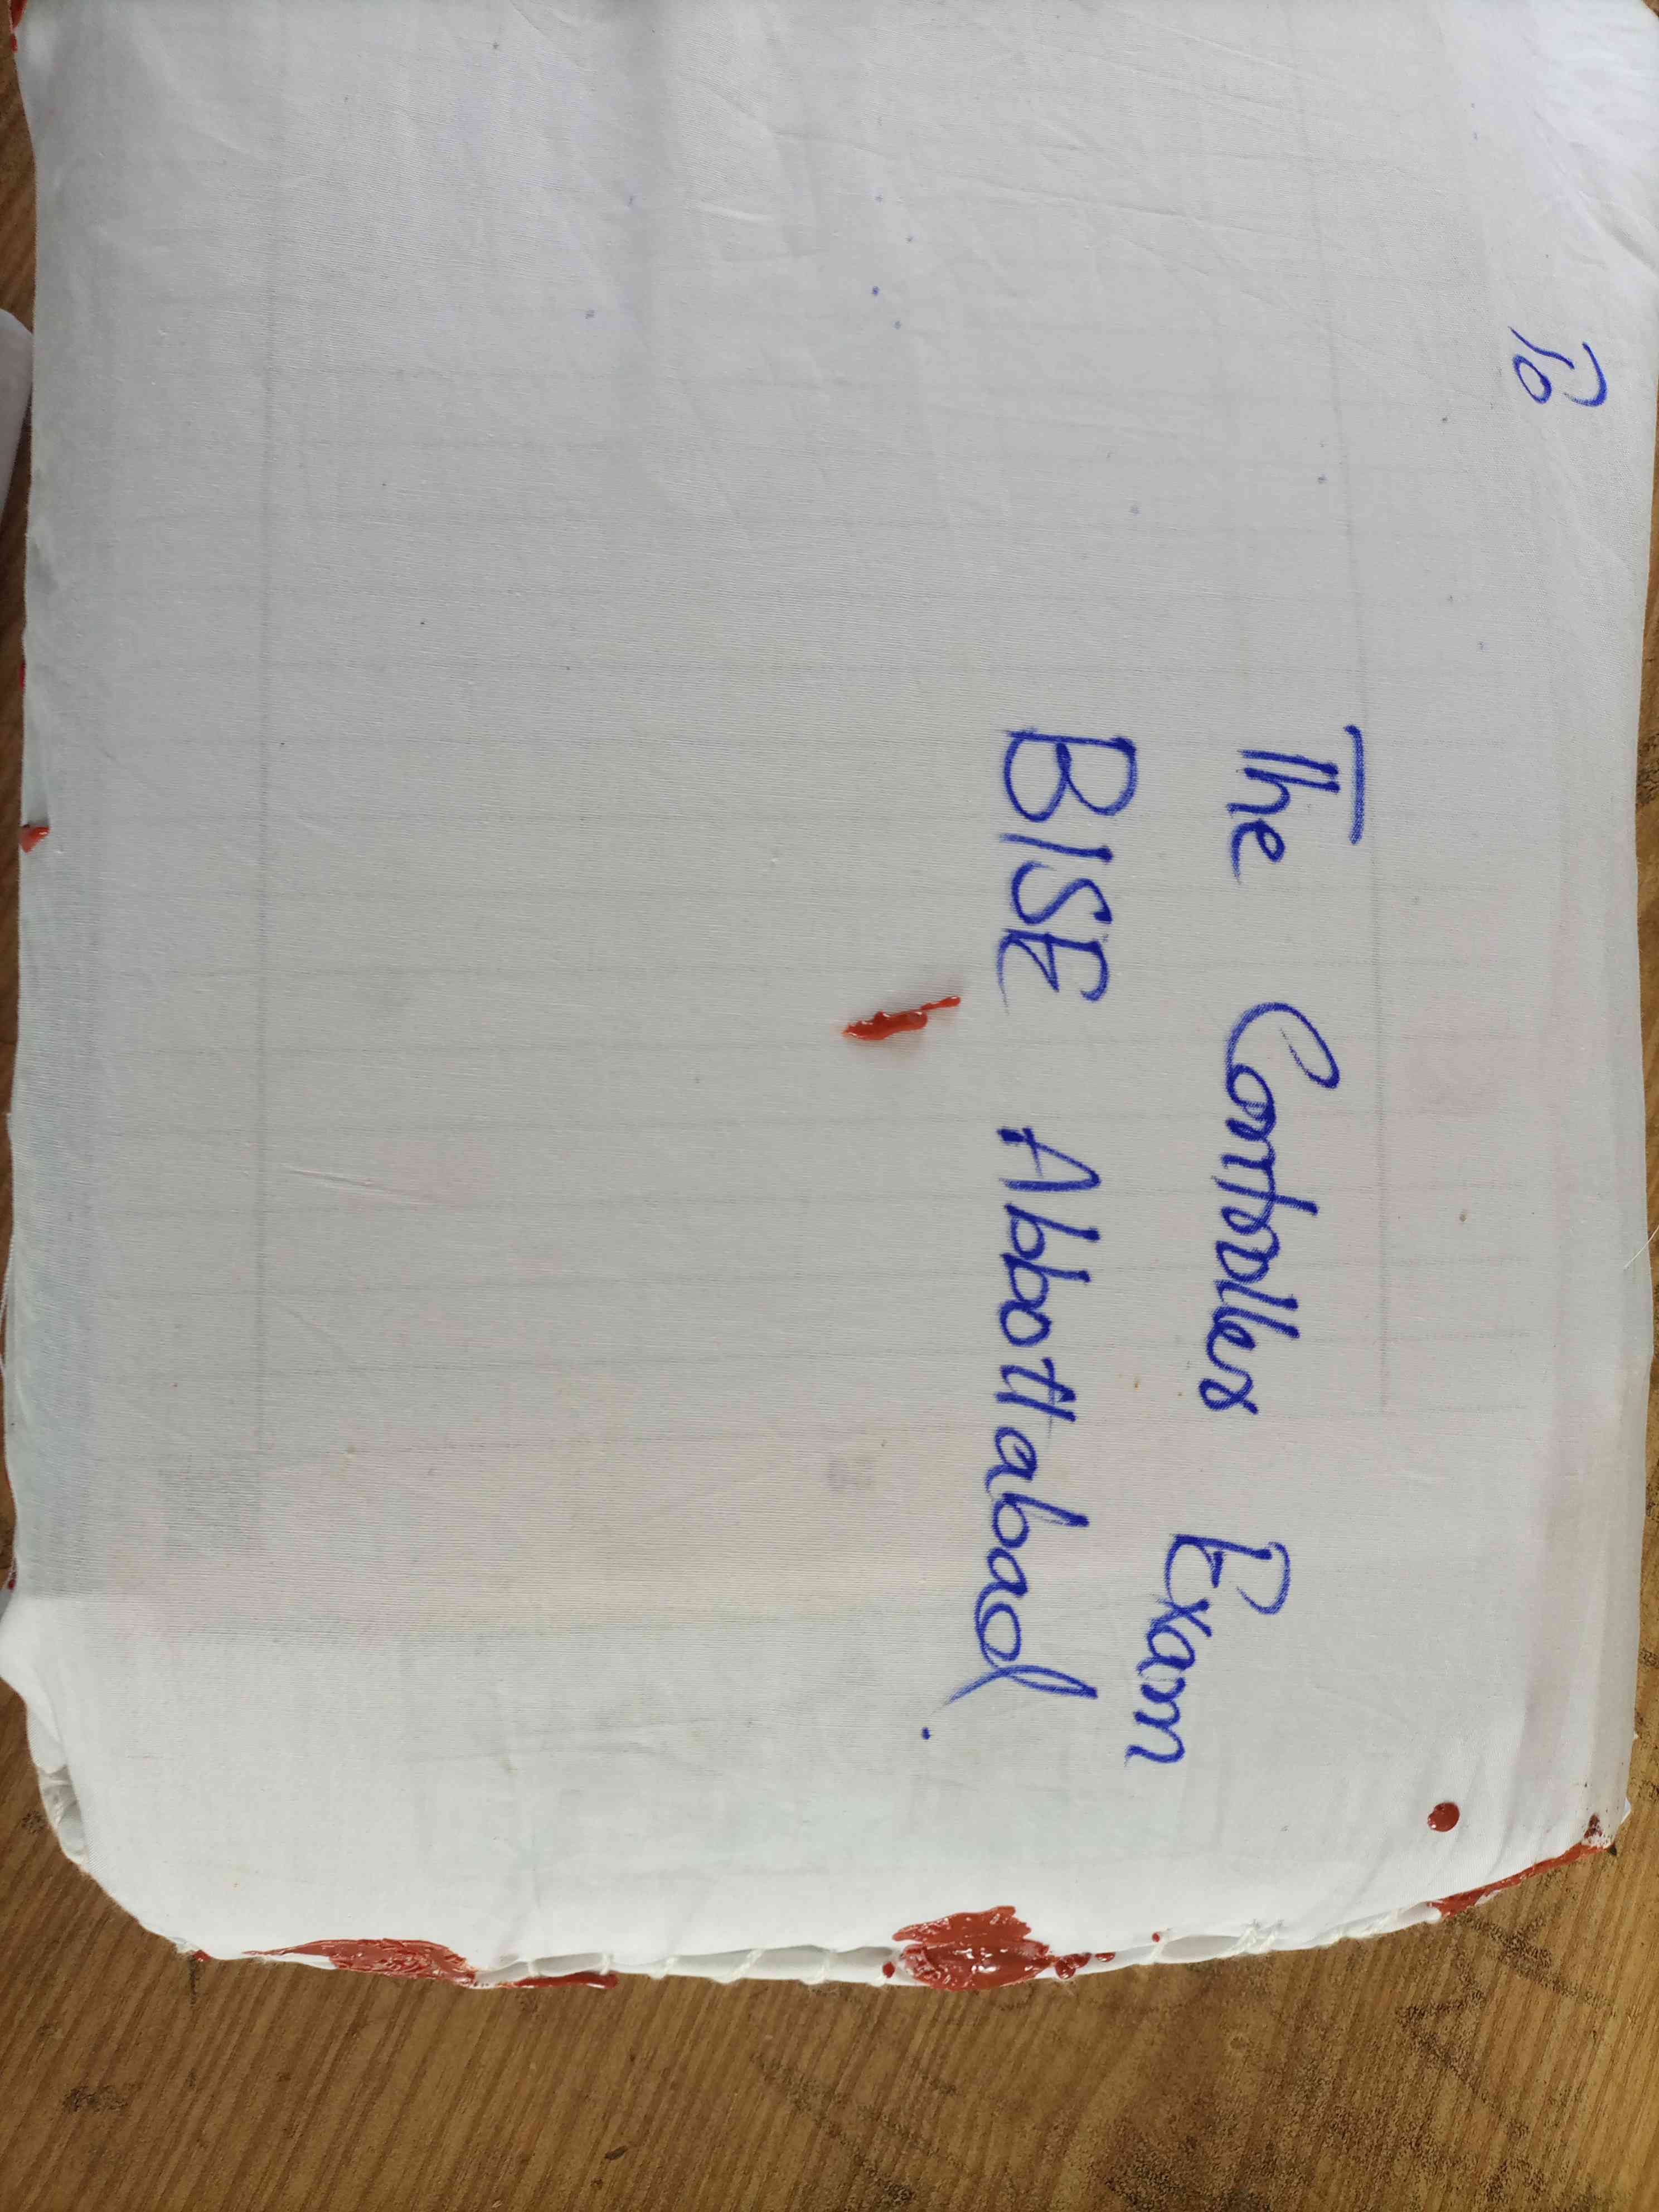 To
The Controller Exam
BISE Abbottabad.